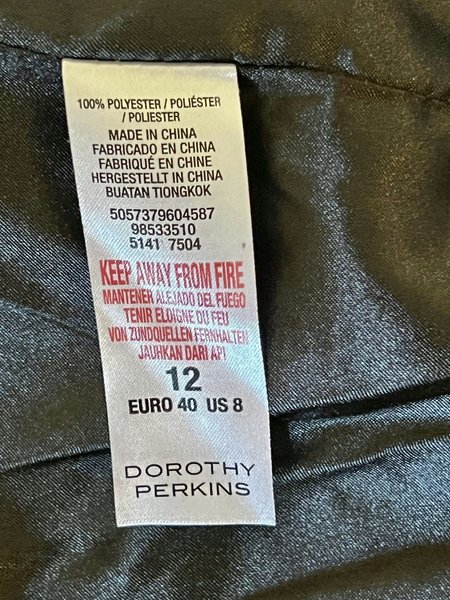 100% POLYESTER / POLIÉSTER
/ POLIESTER
MADE IN CHINA
FABRICADO EN CHINA
FABRIQUÉ EN CHINE
HERGESTELLT IN CHINA
BUATAN TIONGKOK
5057379604587
98533510
5141 7504
KEEP AWAY FROM FIRE
MANTENER ALEJADO DEL FUEGO
TENIR ELOIGNE DU FEU
VON ZUNDQUELLEN FERNHALTEN
JAUHKAN DARI API
12
EURO 40 US 8
DOROTHY
PERKINS